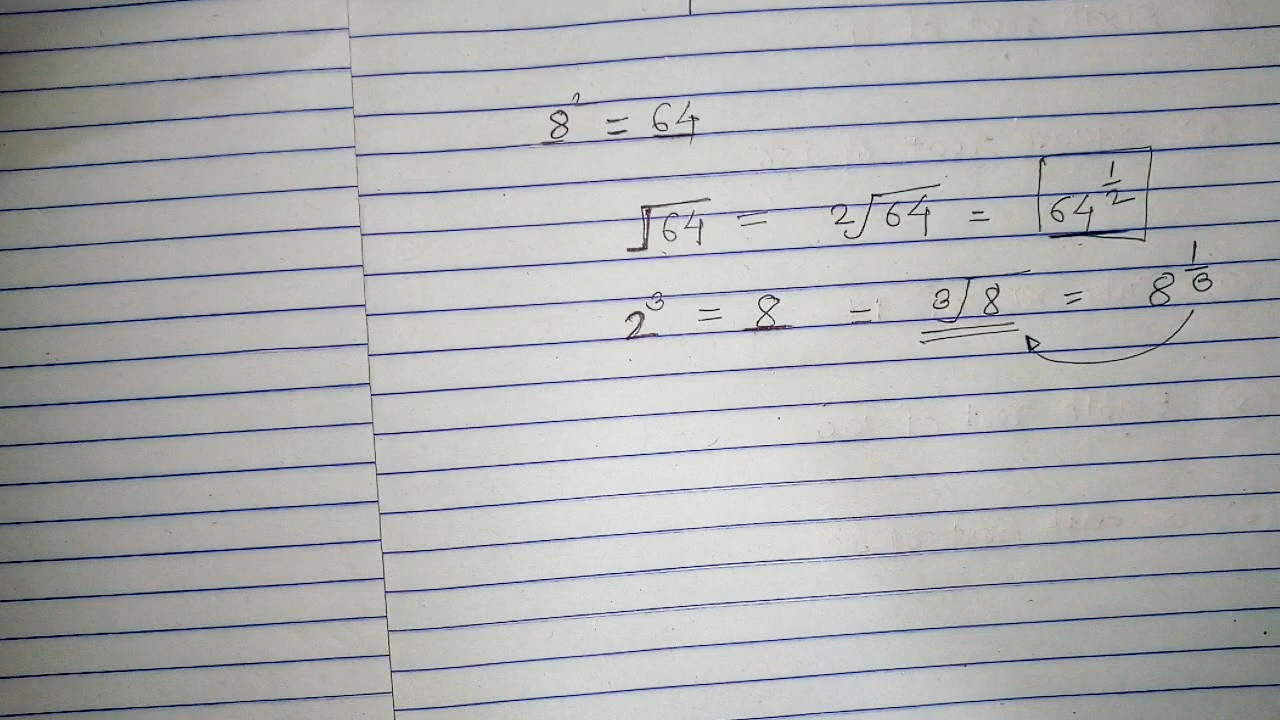 8² = 64
√64 = ²√64 = 64^(1/2)
2³ = 8 = ³√8 = 8^(1/3)